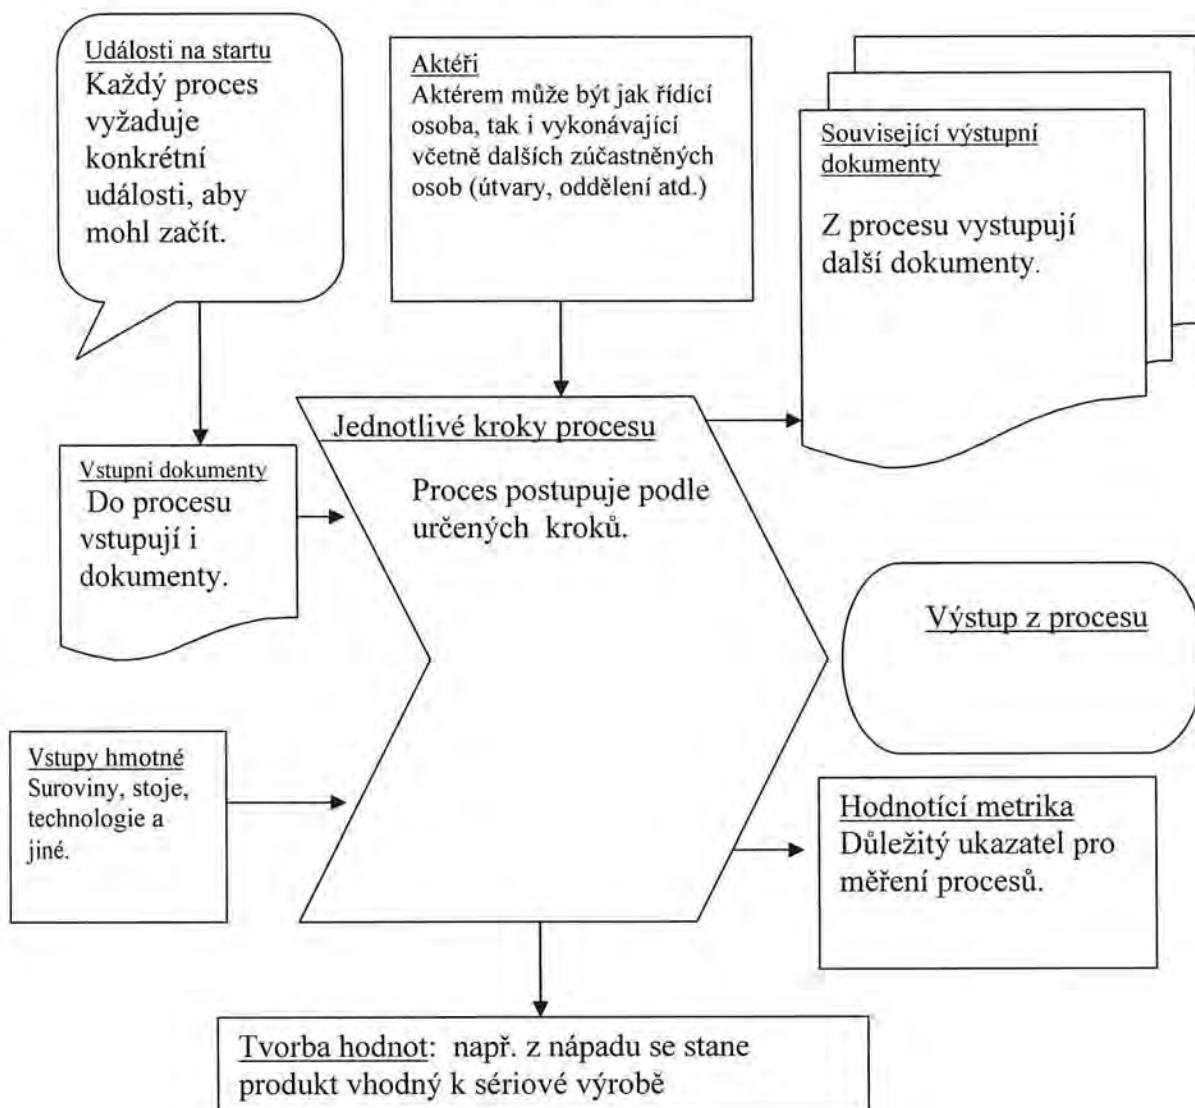 Události na startu
Každý proces
vyžaduje
konkrétní
události, aby
mohl začít.
Aktéři
Aktérem může být jak řídící
osoba, tak i vykonávající
včetně dalších zúčastněných
osob (útvary, oddělení atd.)
Související výstupní
dokumenty
Z procesu vystupují
další dokumenty.
Vstupní dokumenty
Do procesu
vstupují i
dokumenty.
Jednotlivé kroky procesu
Proces postupuje podle
určených kroků.
Výstup z procesu
Vstupy hmotné
Suroviny, stoje,
technologie a
jiné.
Hodnotící metrika
Důležitý ukazatel pro
měření procesů.
Tvorba hodnot: např. z nápadu se stane
produkt vhodný k sériové výrobě